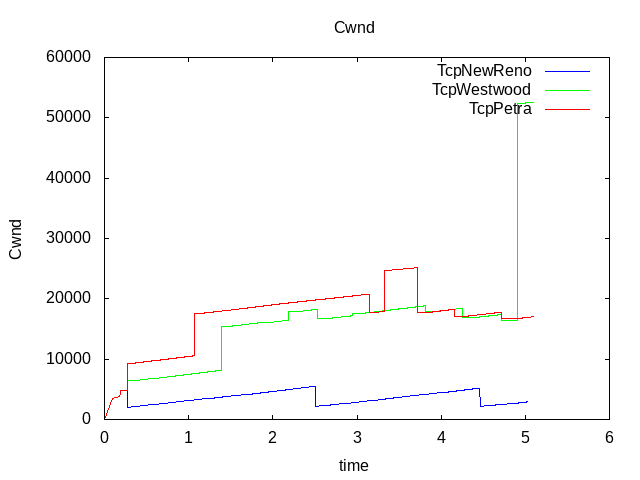 Cwnd
60000
50000
40000
30000
20000
10000
0
0 1 2 3 4 5 6
Cwnd
time
TcpNewReno
TcpWestwood
TcpPetra